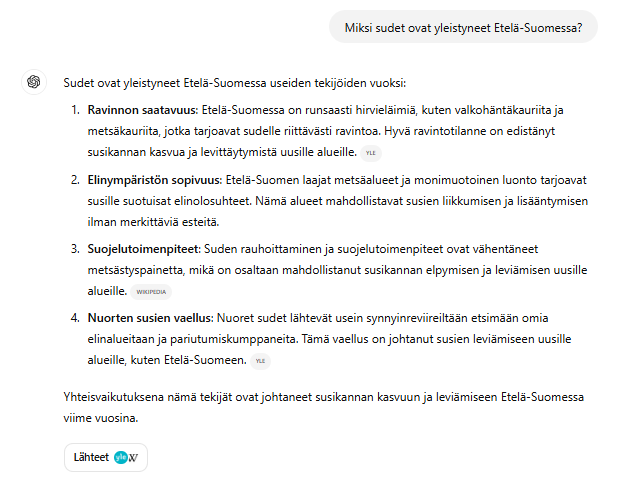 Miksi sudet ovat yleistyneet Etelä-Suomessa?
Sudet ovat yleistyneet Etelä-Suomessa useiden tekijöiden vuoksi:
1. Ravinnon saatavuus: Etelä-Suomessa on runsaasti hirvieläimiä, kuten valkohäntäkauriita ja
metsäkauriita, jotka tarjoavat sudelle riittävästi ravintoa. Hyvä ravintotilanne on edistänyt
susikannan kasvua ja levittäytymistä uusille alueille. YLE
2. Elinympäristön sopivuus: Etelä-Suomen laajat metsäalueet ja monimuotoinen luonto tarjoavat
susille suotuisat elinolosuhteet. Nämä alueet mahdollistavat susien liikkumisen ja lisääntymisen
ilman merkittäviä esteitä.
3. Suojelutoimenpiteet: Suden rauhoittaminen ja suojelutoimenpiteet ovat vähentäneet
metsästyspainetta, mikä on osaltaan mahdollistanut susikannan elpymisen ja leviämisen uusille
alueille. WIKIPEDIA
4. Nuorten susien vaellus: Nuoret sudet lähtevät usein synnyinreviireiltään etsimään omia
elinalueitaan ja pariutumiskumppaneita. Tämä vaellus on johtanut susien leviämiseen uusille
alueille, kuten Etelä-Suomeen. YLE
Yhteisvaikutuksena nämä tekijät ovat johtaneet susikannan kasvuun ja leviämiseen Etelä-Suomessa
viime vuosina.
Lähteet yle W